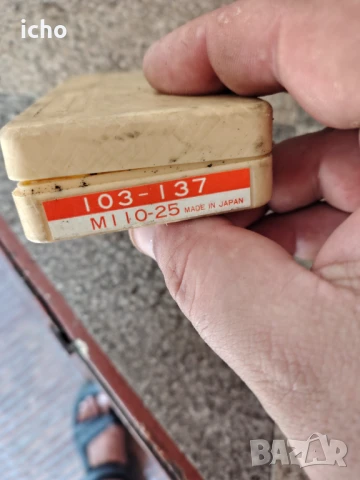 icho
103-137
M110-25 MADE IN JAPAN
BAZAR